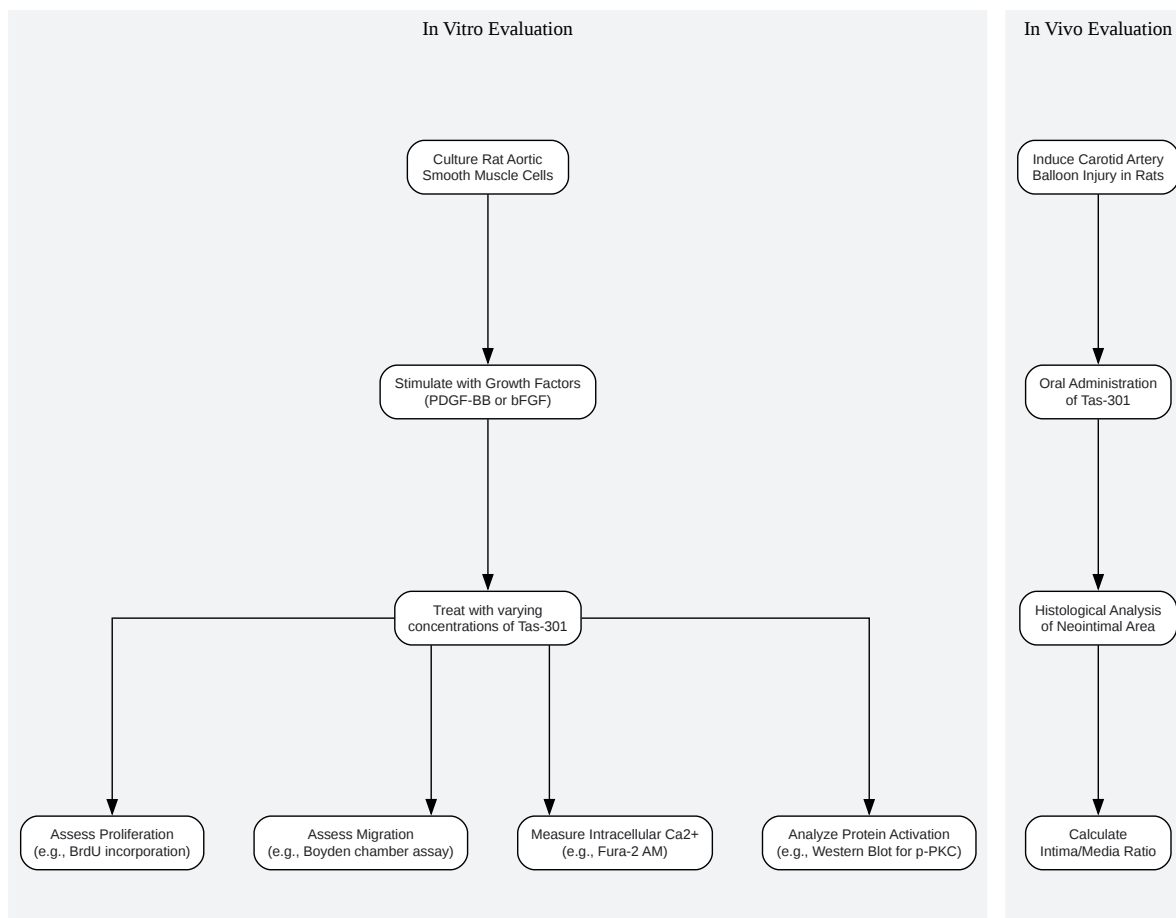 In Vitro Evaluation
Culture Rat Aortic
Smooth Muscle Cells
Stimulate with Growth Factors
(PDGF-BB or bFGF)
Treat with varying
concentrations of Tas-301
Assess Proliferation
(e.g., BrdU incorporation)
Assess Migration
(e.g., Boyden chamber assay)
Measure Intracellular Ca2+
(e.g., Fura-2 AM)
Analyze Protein Activation
(e.g., Western Blot for p-PKC)
In Vivo Evaluation
Induce Carotid Artery
Balloon Injury in Rats
Oral Administration
of Tas-301
Histological Analysis
of Neointimal Area
Calculate
Intima/Media Ratio